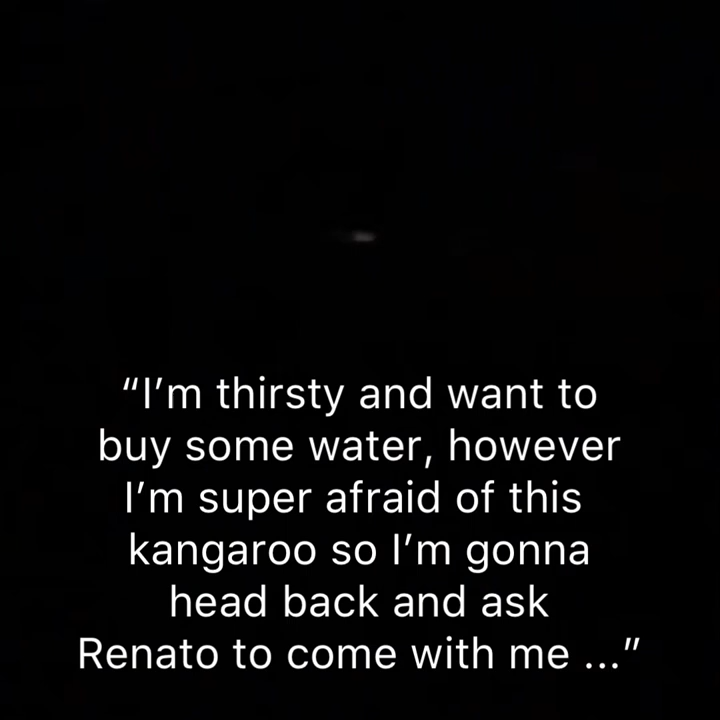 “I’m thirsty and want to
buy some water, however
I’m super afraid of this
kangaroo so I’m gonna
head back and ask
Renato to come with me ...”